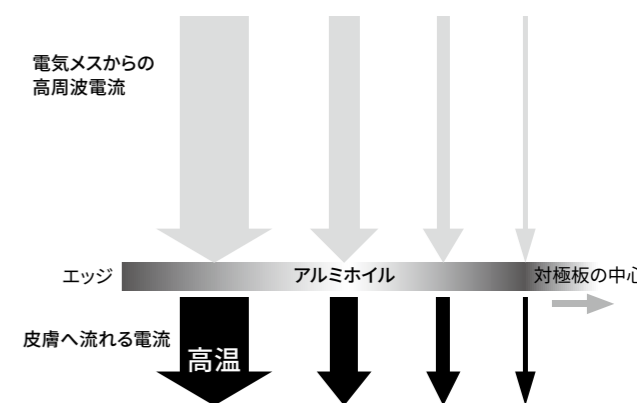 電気メスからの
高周波電流
エッジ
アルミホイル
対極板の中心
皮膚へ流れる電流
高温